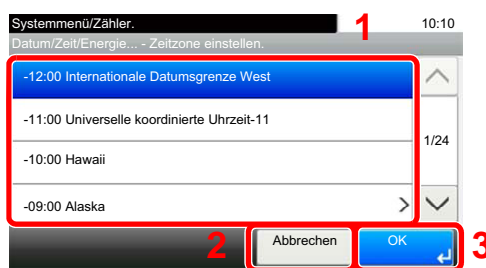 Systemmenü/Zähler.
1
10:10
Datum/Zeit/Energie... - Zeitzone einstellen.
-12:00 Internationale Datumsgrenze West
-11:00 Universelle koordinierte Uhrzeit-11
1/24
-10:00 Hawaii
-09:00 Alaska
2
Abbrechen
OK
3